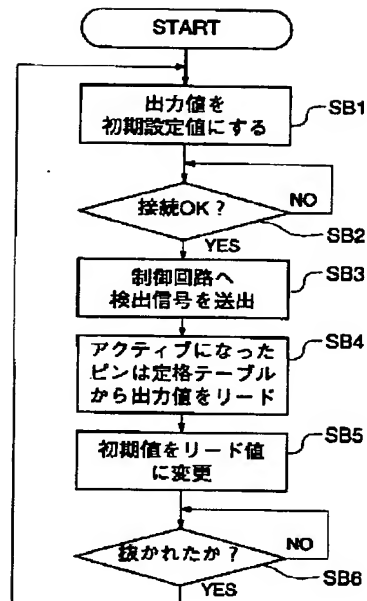 START
出力値を
初期設定値にする
SB1
接続OK?
NO
SB2
YES
制御回路へ
検出信号を送出
SB3
アクティブになった
ピンは定格テーブル
から出力値をリード
SB4
初期値をリード値
に変更
SB5
抜かれたか?
NO
SB6
YES